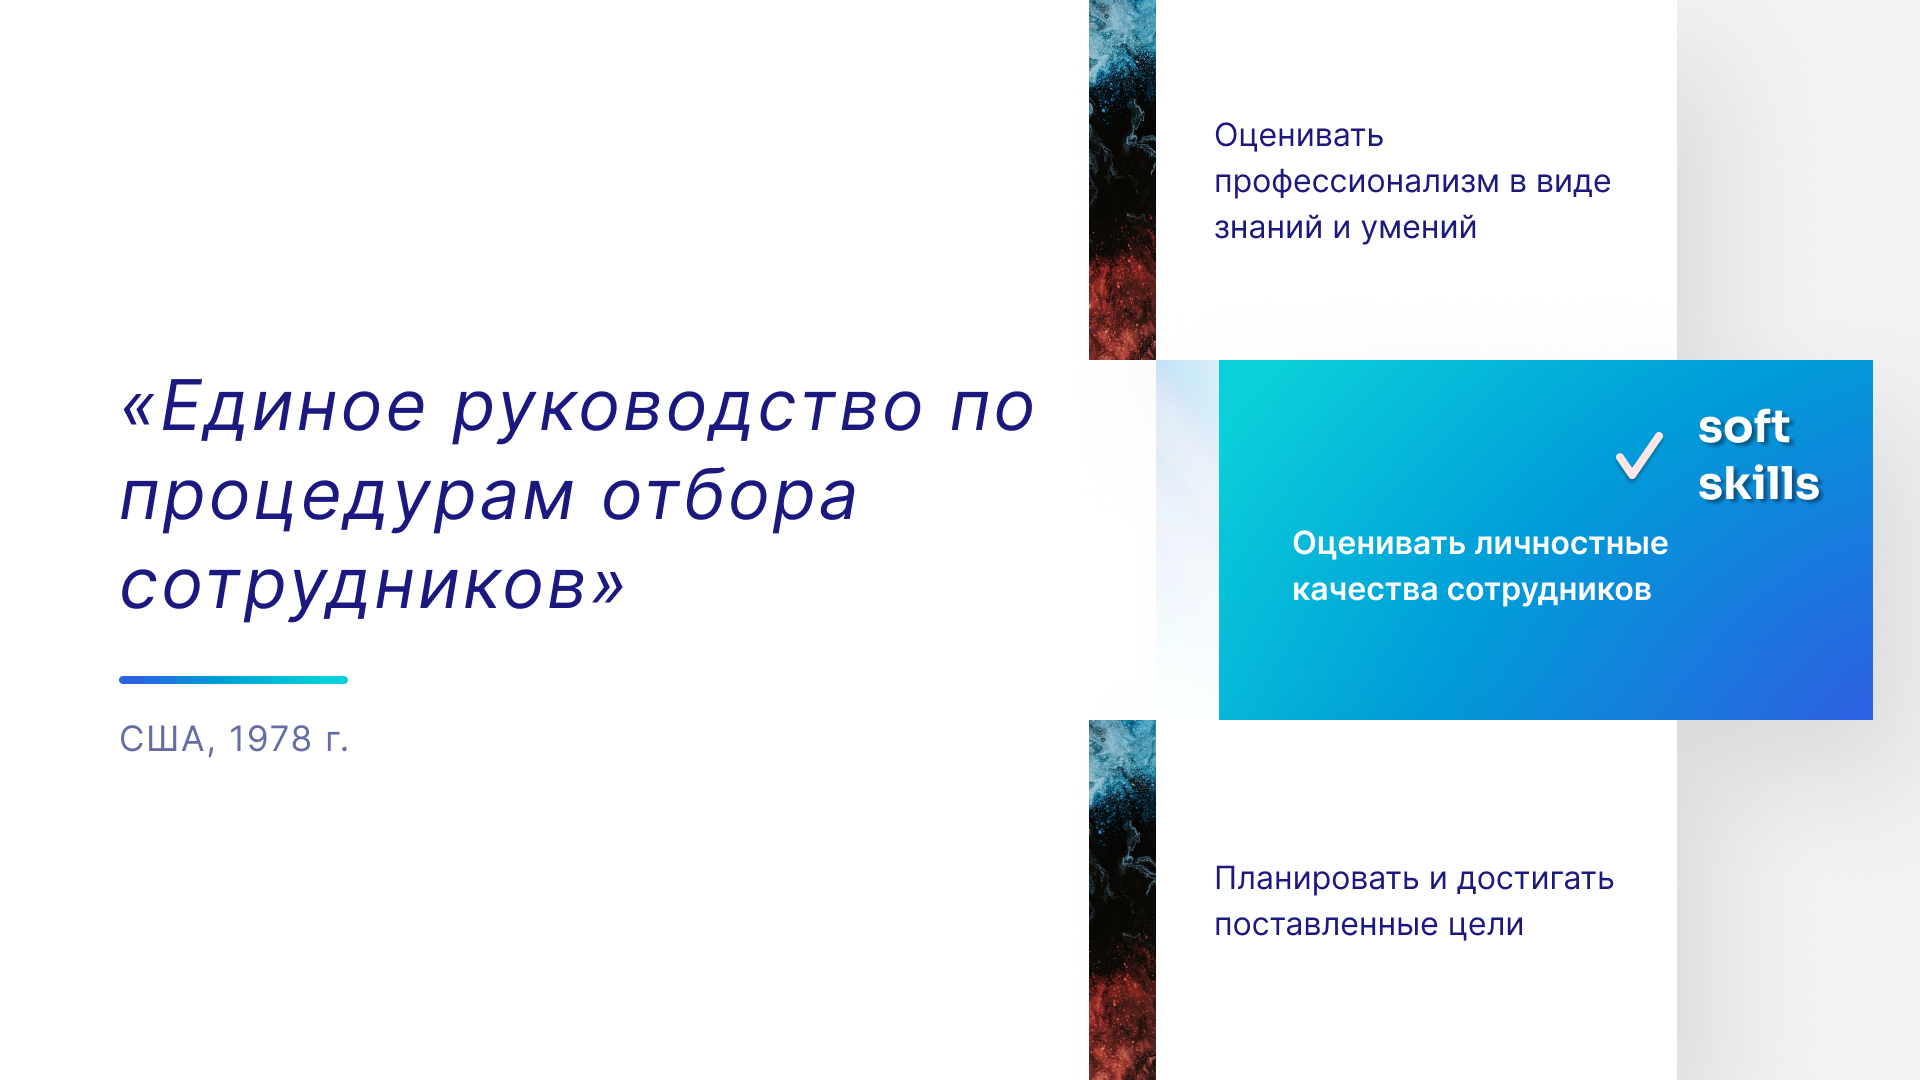 «Единое руководство по
процедурам отбора
сотрудников»
США, 1978 г.
Оценивать
профессионализм в виде
знаний и умений
soft
skills
Оценивать личностные
качества сотрудников
Планировать и достигать
поставленные цели